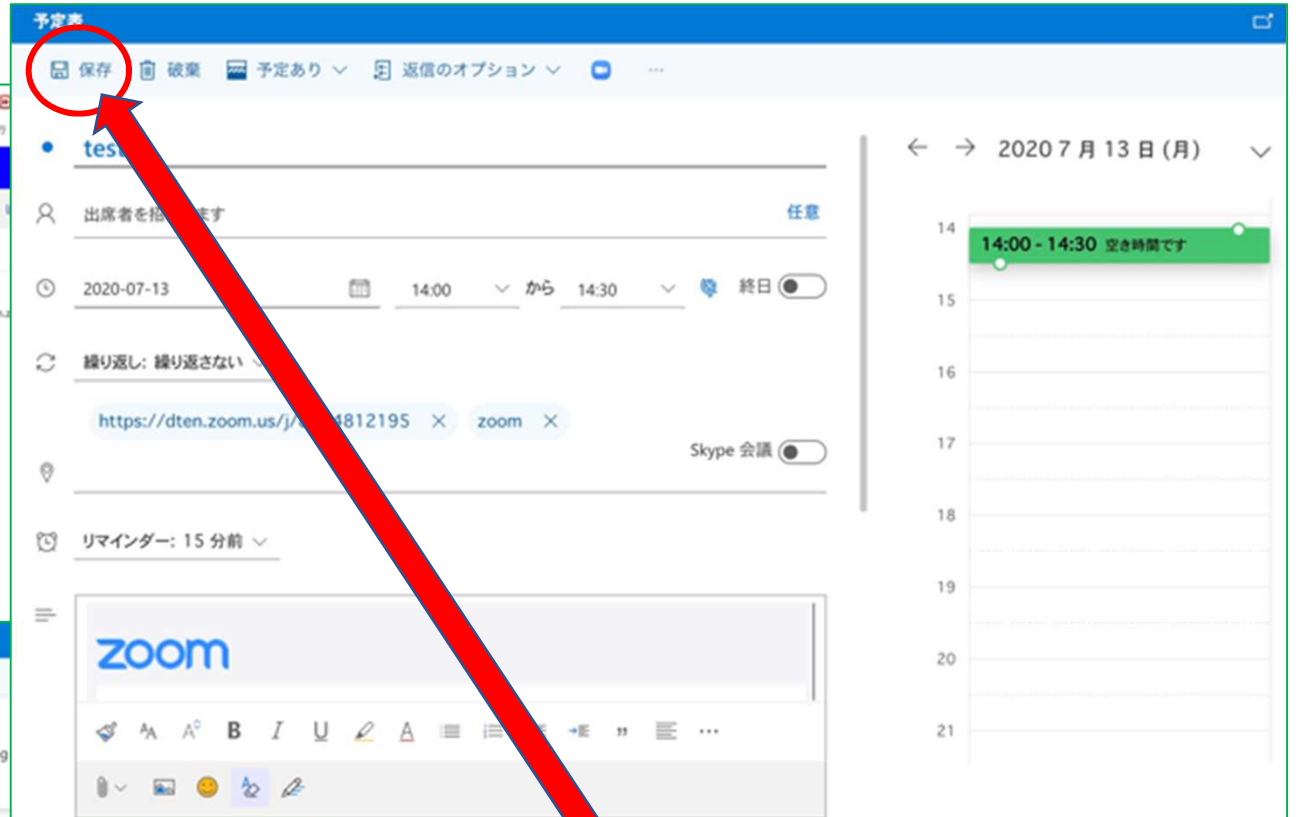 予定表
保存 破棄 予定あり 返信のオプション ...
test
2020 7 月 13 日 (月)
出席者を招 ます 任意
14
14:00 - 14:30 空き時間です
2020-07-13 14:00 から 14:30 終日
15
繰り返し: 繰り返さない
16
https://dten.zoom.us/j/ 4812195 × zoom ×
17
Skype 会議
18
リマインダー: 15 分前
19
zoom
20
21